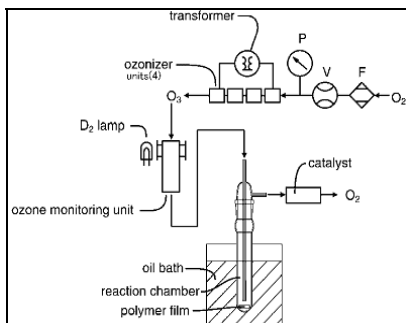 transformer
P
ozonizer
units(4)
V
F
O₃
O₂
D₂ lamp
catalyst
O₂
ozone monitoring unit
oil bath
reaction chamber
polymer film